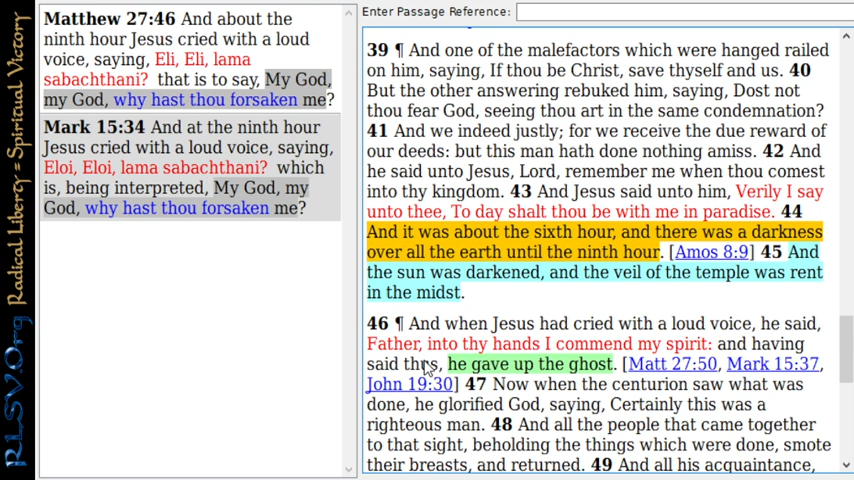 RLSV.Org Radical Liberty = Spiritual Victory
Matthew 27:46 And about the
ninth hour Jesus cried with a loud
voice, saying, Eli, Eli, lama
sabachthani? that is to say, My God,
my God, why hast thou forsaken me?
Mark 15:34 And at the ninth hour
Jesus cried with a loud voice, saying,
Eloi, Eloi, lama sabachthani? which
is, being interpreted, My God, my
God, why hast thou forsaken me?
Enter Passage Reference:
39 ¶ And one of the malefactors which were hanged railed
on him, saying, If thou be Christ, save thyself and us. 40
But the other answering rebuked him, saying, Dost not
thou fear God, seeing thou art in the same condemnation?
41 And we indeed justly; for we receive the due reward of
our deeds: but this man hath done nothing amiss. 42 And
he said unto Jesus, Lord, remember me when thou comest
into thy kingdom. 43 And Jesus said unto him, Verily I say
unto thee, To day shalt thou be with me in paradise. 44
And it was about the sixth hour, and there was a darkness
over all the earth until the ninth hour. [Amos 8:9] 45 And
the sun was darkened, and the veil of the temple was rent
in the midst.
46 ¶ And when Jesus had cried with a loud voice, he said,
Father, into thy hands I commend my spirit: and having
said thus, he gave up the ghost. [Matt 27:50, Mark 15:37,
John 19:30] 47 Now when the centurion saw what was
done, he glorified God, saying, Certainly this was a
righteous man. 48 And all the people that came together
to that sight, beholding the things which were done, smote
their breasts, and returned. 49 And all his acquaintance,